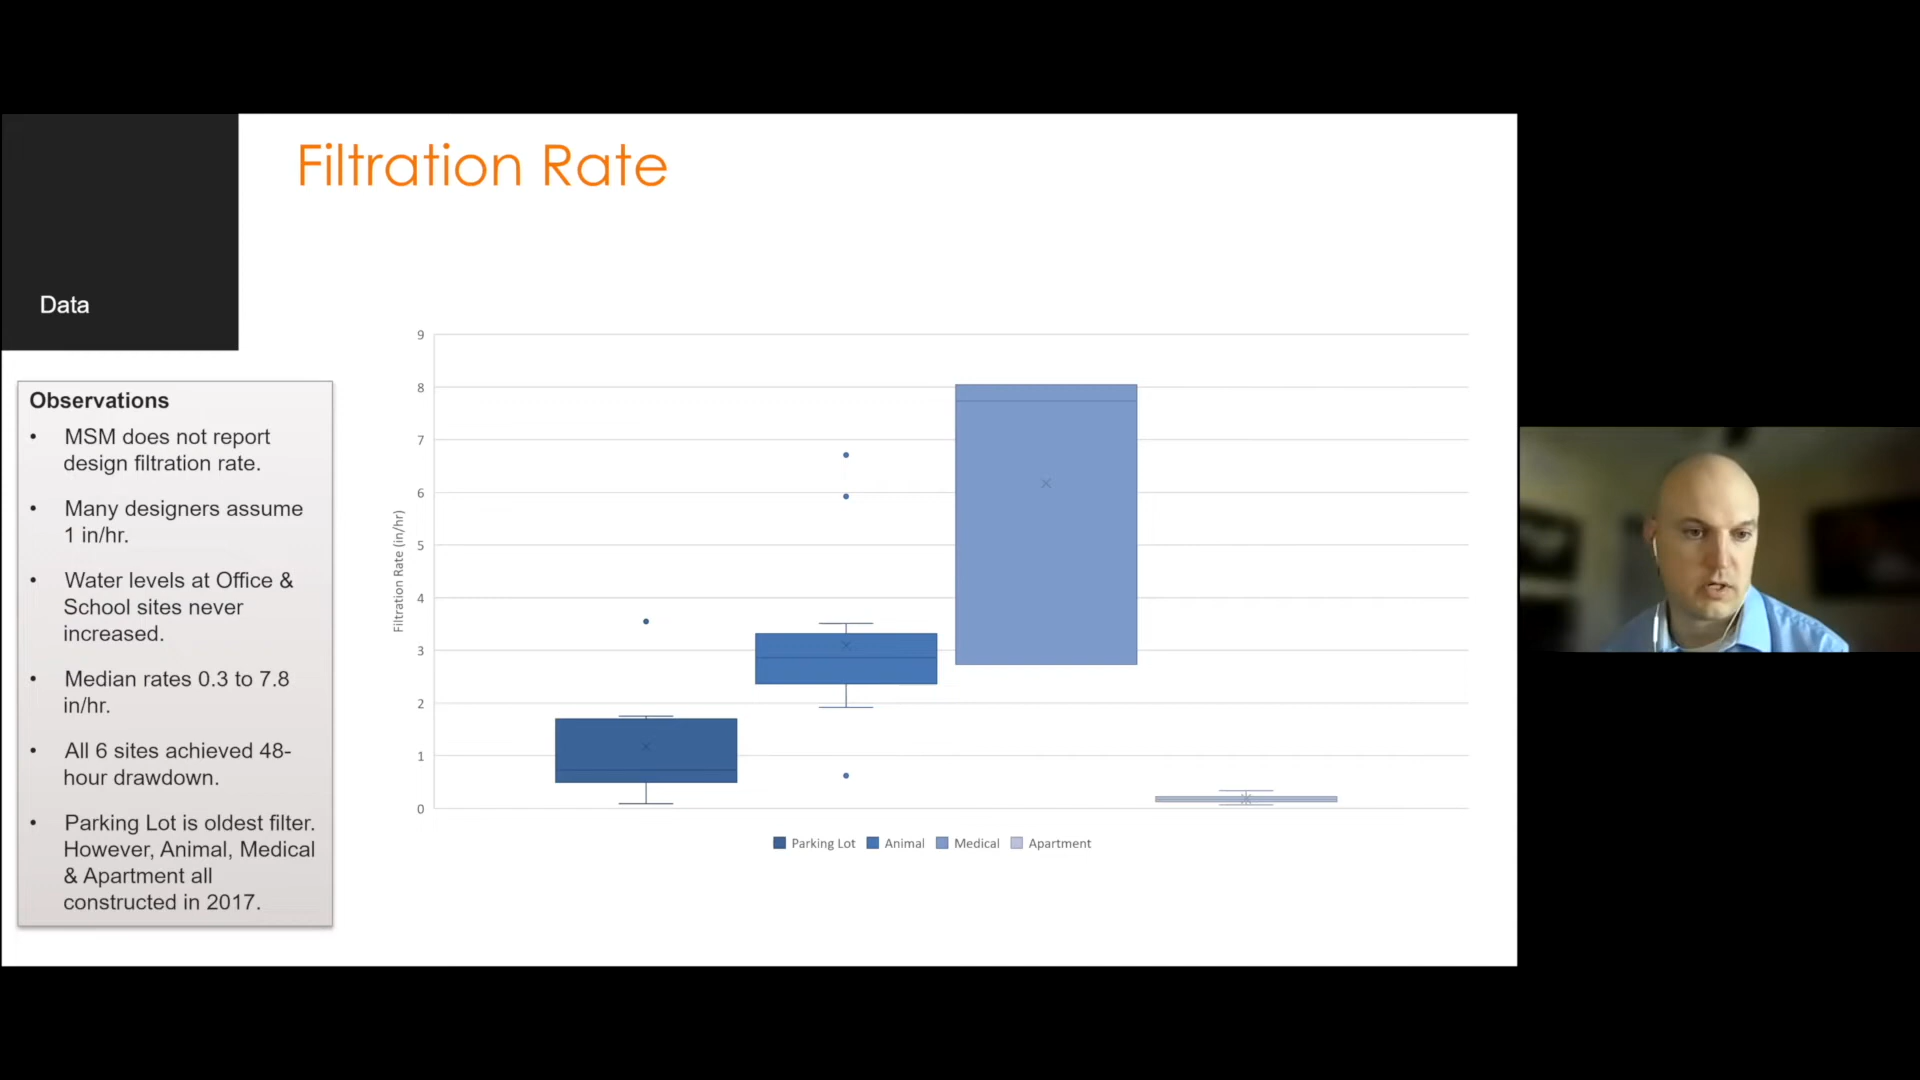 Filtration Rate
Data
Observations
• MSM does not report
design filtration rate.
• Many designers assume
1 in/hr.
• Water levels at Office &
School sites never
increased.
• Median rates 0.3 to 7.8
in/hr.
• All 6 sites achieved 48-
hour drawdown.
• Parking Lot is oldest filter.
However, Animal, Medical
& Apartment all
constructed in 2017.
Filtration Rate (in/hr)
9
8
7
6
5
4
3
2
1
0
Parking Lot Animal Medical Apartment